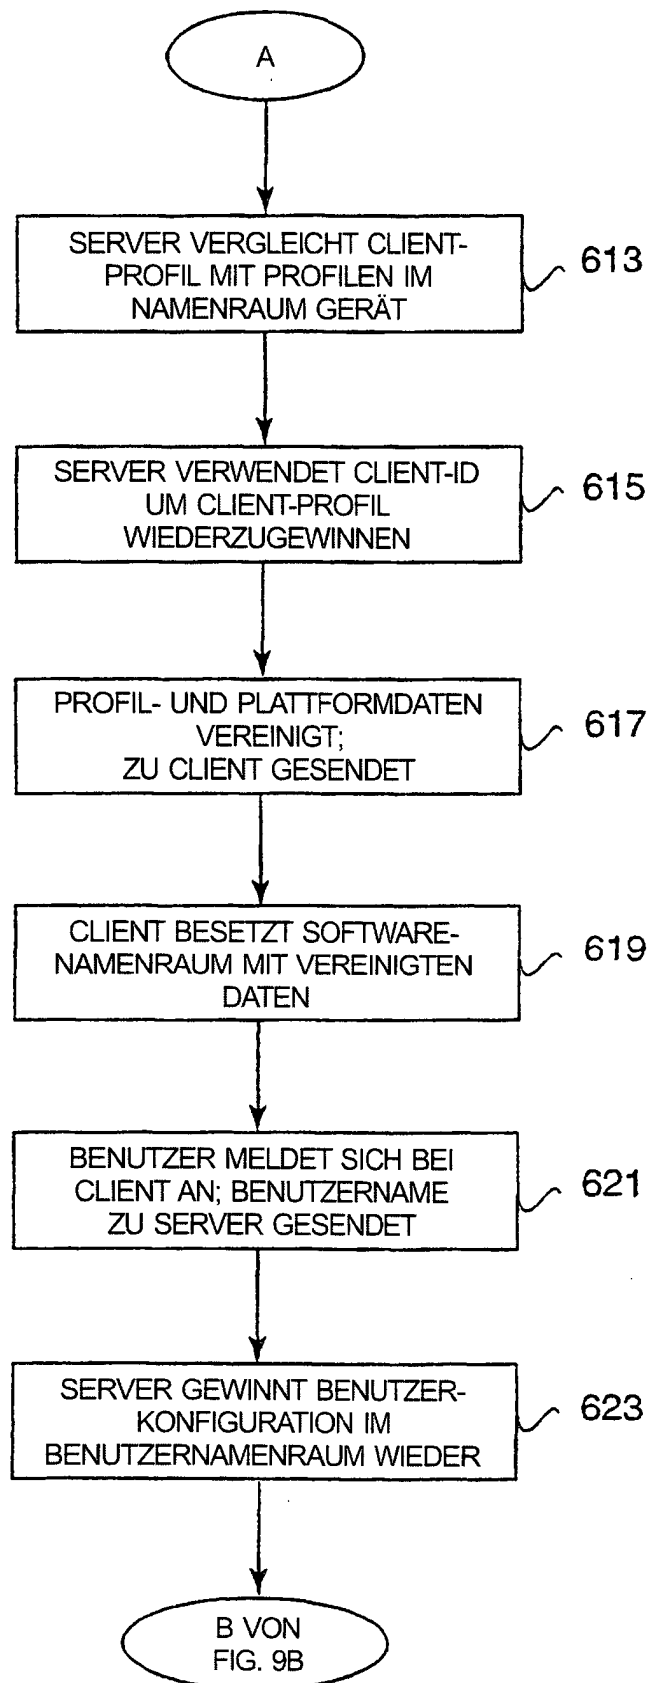 A
SERVER VERGLEICHT CLIENT-
PROFIL MIT PROFILEN IM
NAMENRAUM GERÄT
613
SERVER VERWENDET CLIENT-ID
UM CLIENT-PROFIL
WIEDERZUGEWINNEN
615
PROFIL- UND PLATTFORMDATEN
VEREINIGT;
ZU CLIENT GESENDET
617
CLIENT BESETZT SOFTWARE-
NAMENRAUM MIT VEREINIGTEN
DATEN
619
BENUTZER MELDET SICH BEI
CLIENT AN; BENUTZERNAME
ZU SERVER GESENDET
621
SERVER GEWINNT BENUTZER-
KONFIGURATION IM
BENUTZERNAMENRAUM WIEDER
623
B VON
FIG. 9B